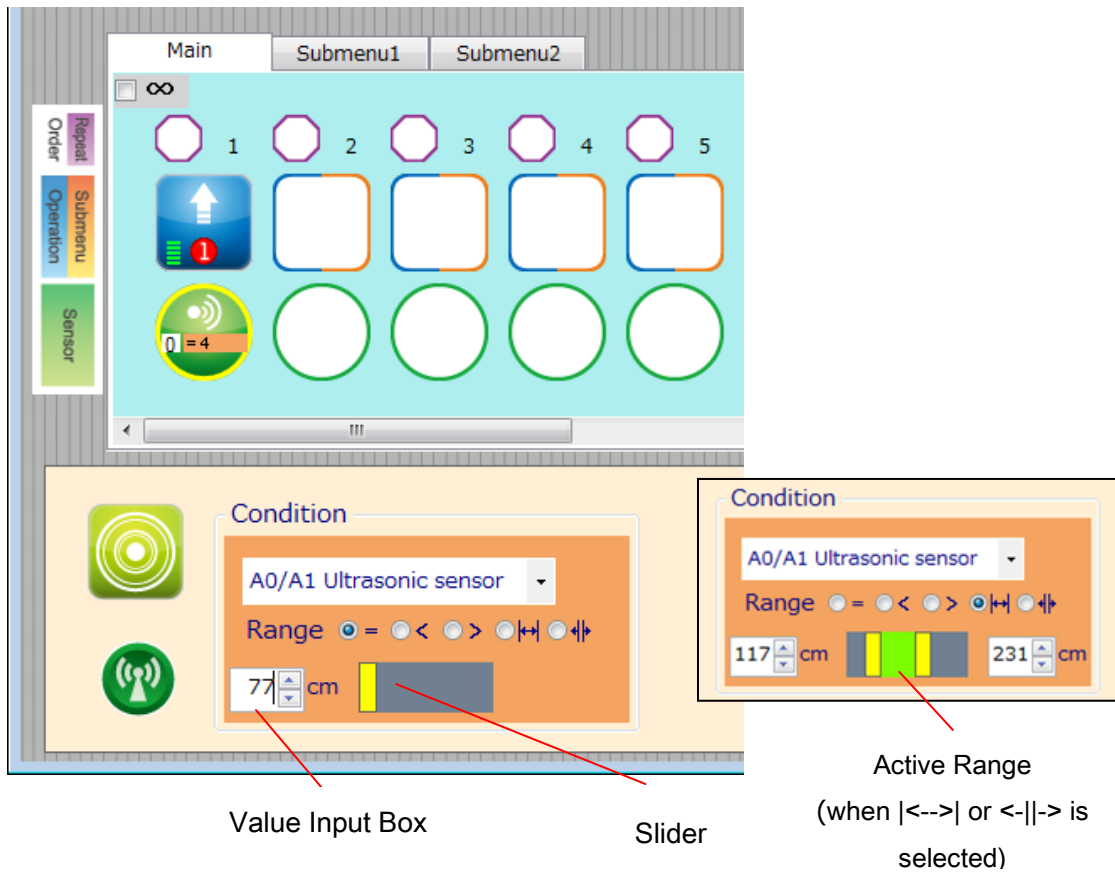 Main Submenu1 Submenu2
∞
Repeat
Order
1 2 3 4 5
Submenu
Operation
1
Sensor
0 = 4
Condition
A0/A1 Ultrasonic sensor
Range = < > |↔| ◂||▸
77 cm
Condition
A0/A1 Ultrasonic sensor
Range = < > |↔| ◂||▸
117 cm 231 cm
Value Input Box
Slider
Active Range
(when |<-->| or <-||-> is
selected)